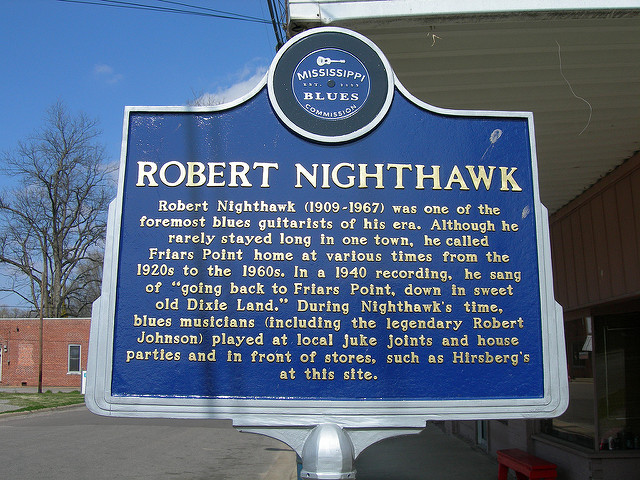 MISSISSIPPI
EST.
BLUES
COMMISSION
ROBERT NIGHTHAWK
Robert Nighthawk (1909-1967) was one of the
foremost blues guitarists of his era. Although he
rarely stayed long in one town, he called
Friars Point home at various times from the
1920s to the 1960s. In a 1940 recording, he sang
of "going back to Friars Point, down in sweet
old Dixie Land." During Nighthawk's time,
blues musicians (including the legendary Robert
Johnson) played at local juke joints and house
parties and in front of stores, such as Hirsberg's
at this site.